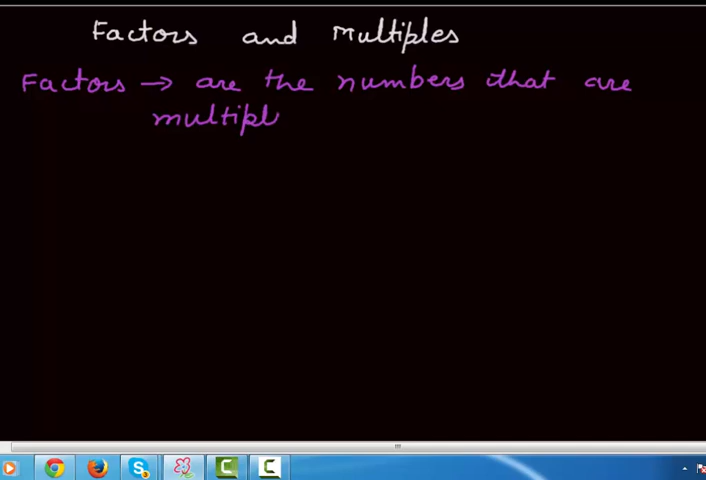 Factors and Multiples
Factors → are the numbers that are
multipl